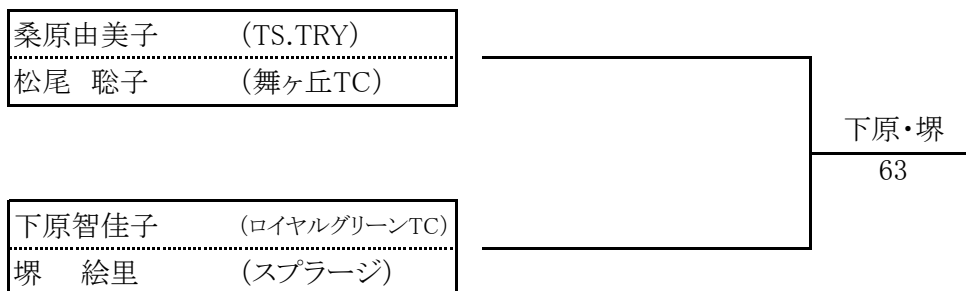 桑原由美子 (TS.TRY)
松尾 聡子 (舞ヶ丘TC)
下原・堺
63
下原智佳子 (ロイヤルグリーンTC)
堺 絵里 (スプラージ)